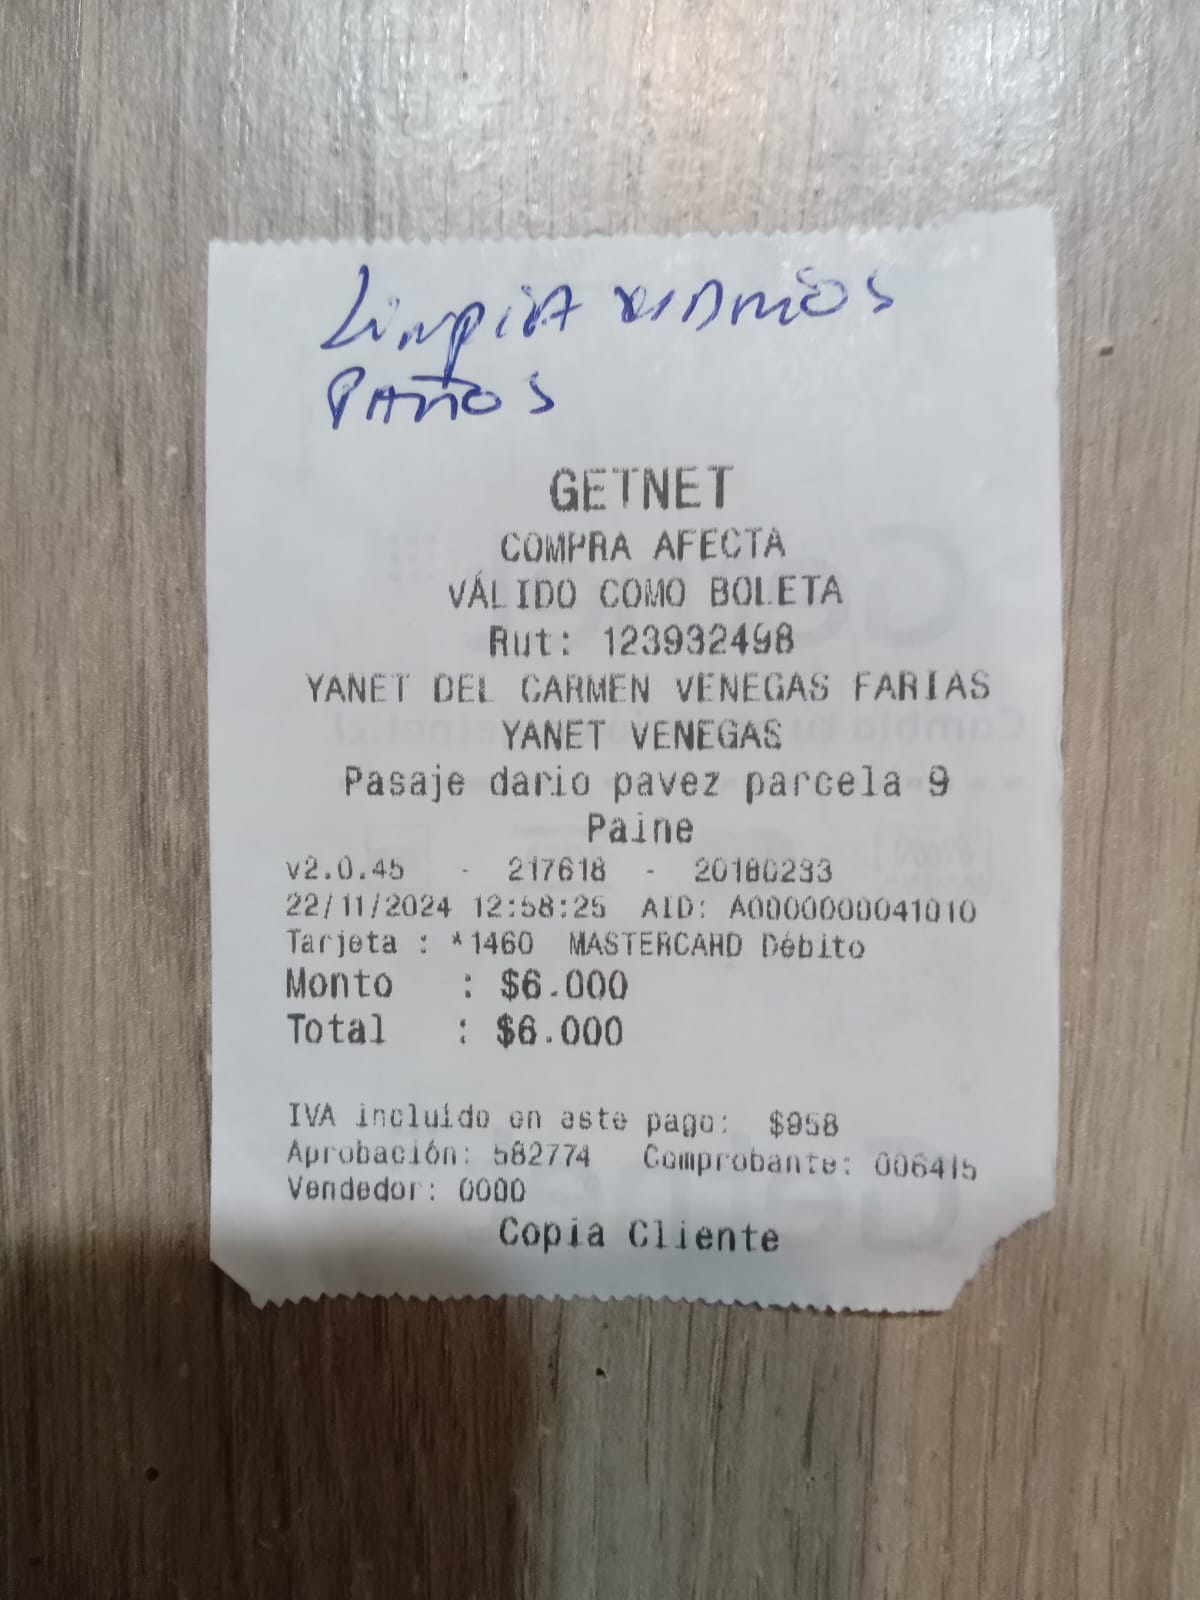 Limpia vidrios
Paños
GETNET
COMPRA AFECTA
VÁLIDO COMO BOLETA
Rut: 123932498
YANET DEL CARMEN VENEGAS FARIAS
YANET VENEGAS
Pasaje dario pavez parcela 9
Paine
v2.0.45 - 217618 - 20180233
22/11/2024 12:58:25 AID: A0000000041010
Tarjeta : *1460 MASTERCARD Débito
Monto : $6.000
Total : $6.000
IVA incluído en este pago: $958
Aprobación: 582774 Comprobante: 006415
Vendedor: 0000
Copia Cliente